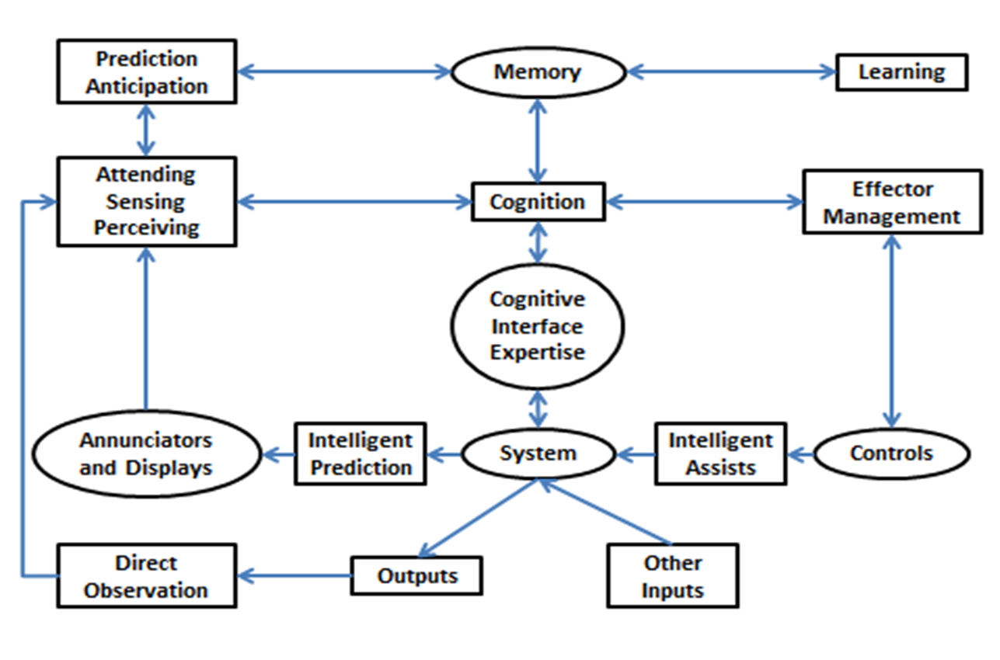 Prediction
Anticipation
Memory
Learning
Attending
Sensing
Perceiving
Cognition
Effector
Management
Cognitive
Interface
Expertise
Annunciators
and Displays
Intelligent
Prediction
System
Intelligent
Assists
Controls
Direct
Observation
Outputs
Other
Inputs